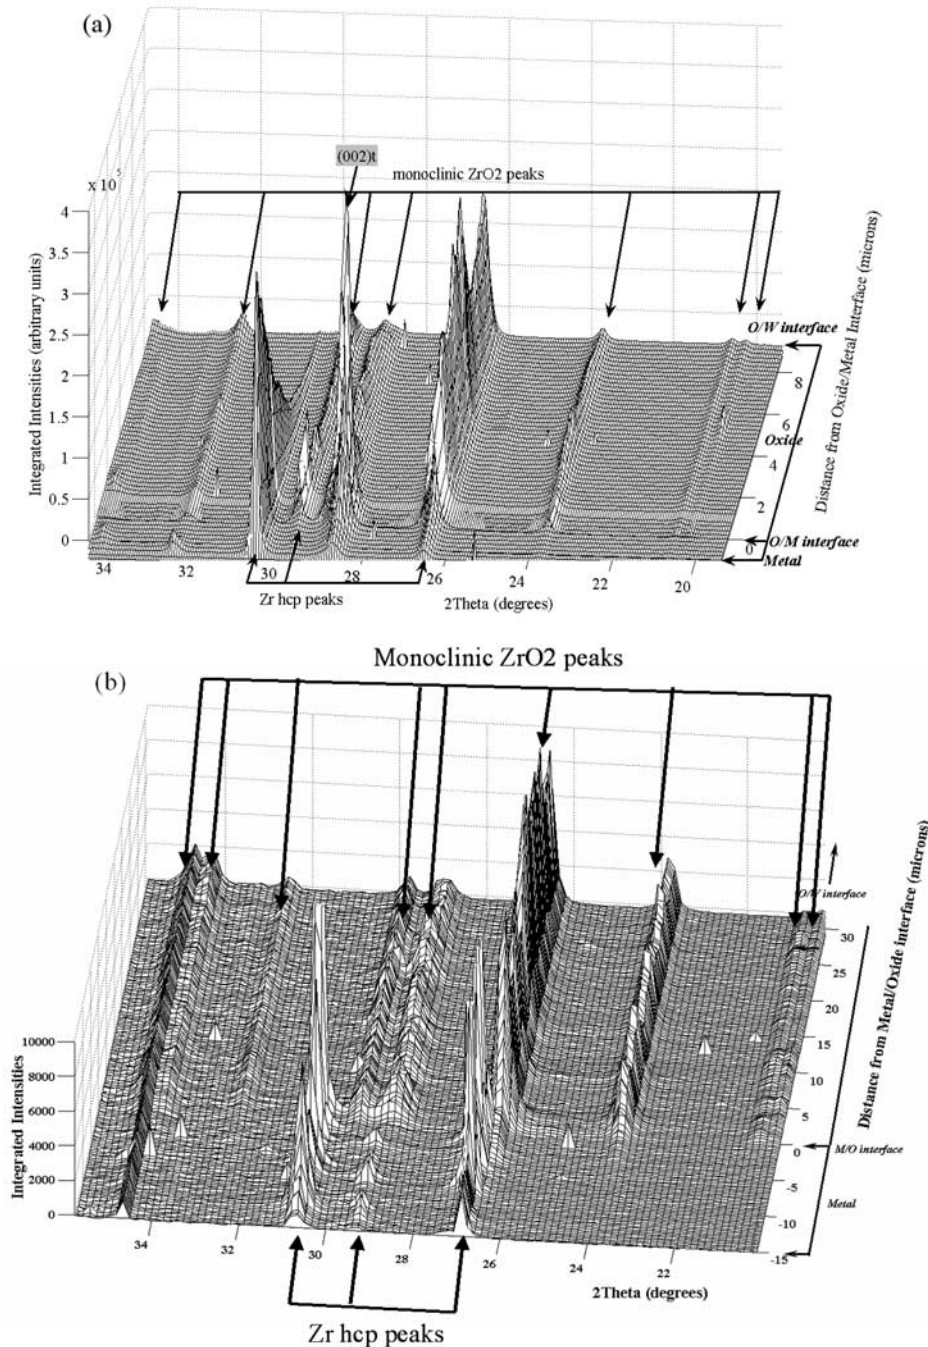 (a)
(002)t
monoclinic ZrO2 peaks
x 10^5
4
3.5
3
2.5
2
1.5
1
0.5
0
Integrated Intensities (arbitrary units)
34
32
30
28
26
24
22
20
2Theta (degrees)
Zr hcp peaks
O/W interface
8
6
Oxide
4
2
0
O/M interface
Metal
Distance from Oxide/Metal Interface (microns)
Monoclinic ZrO2 peaks
(b)
10000
8000
6000
4000
2000
0
Integrated Intensities
34
32
30
28
26
24
22
2Theta (degrees)
Zr hcp peaks
O/W interface
30
25
20
15
10
5
0
M/O interface
-5
Metal
-10
-15
Distance from Metal/Oxide interface (microns)